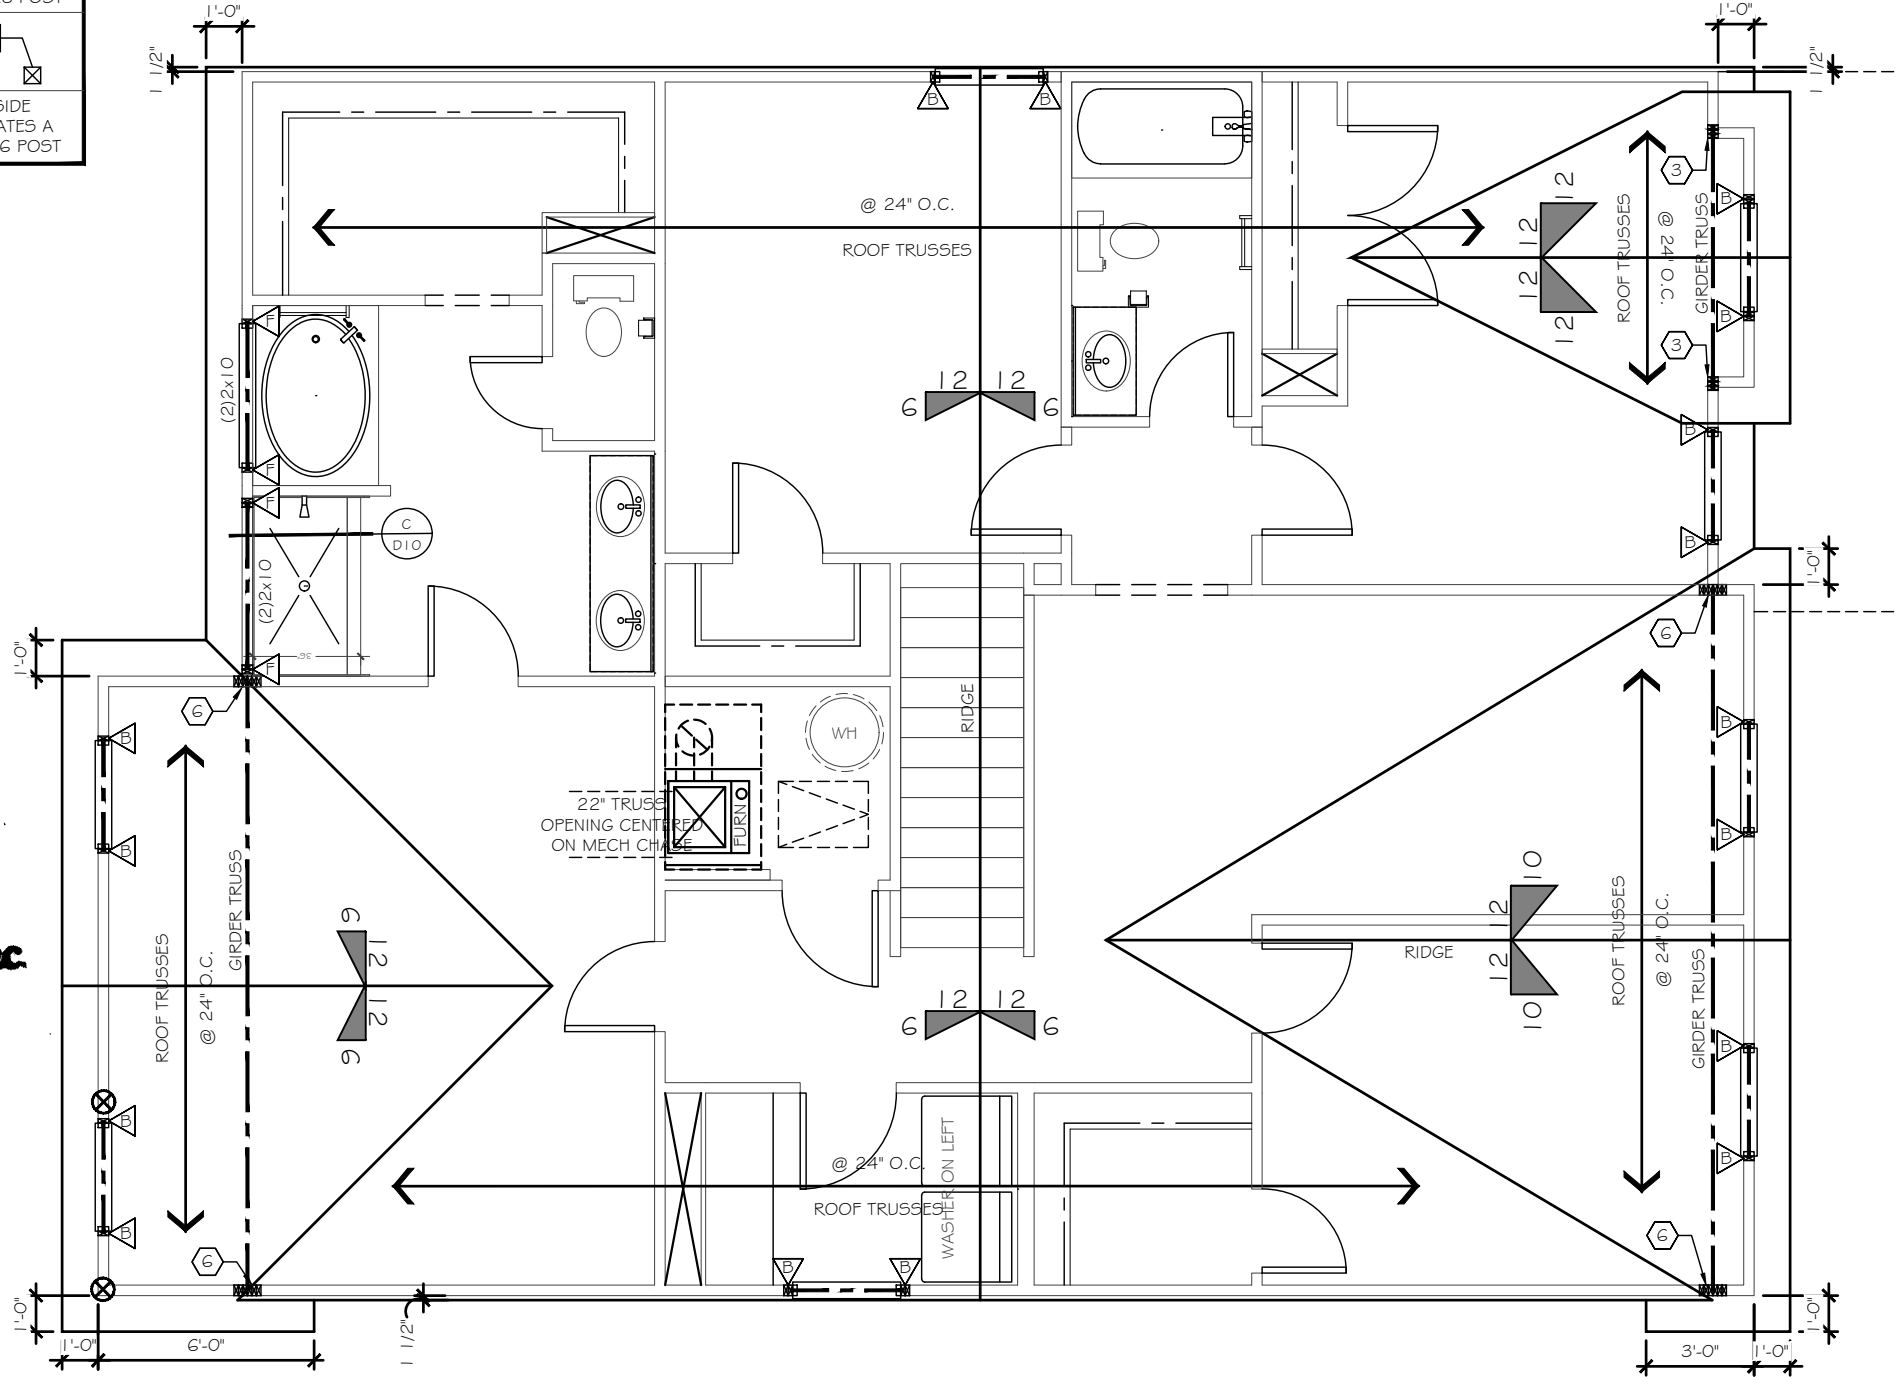 1'-0"
1'-0"
1 1/2"
1 1/2"
SIDE
6 POST
B
B
@ 24" O.C.
ROOF TRUSSES
12
12
12
12
ROOF TRUSSES
@ 24" O.C.
GIRDER TRUSS
3
3
B
B
F
F
F
F
(2)2x10
(2)2x10
12 12
6 6
C
D10
36"
B
B
1'-0"
1'-0"
6
6
RIDGE
WH
B
B
B
B
22" TRUSS
OPENING CENTERED
ON MECH CHASE
FURN
ROOF TRUSSES
@ 24" O.C.
GIRDER TRUSS
6
12
12
6
RIDGE
10
12
12
10
ROOF TRUSSES
@ 24" O.C.
GIRDER TRUSS
12 12
6 6
B
B
B
B
@ 24" O.C.
ROOF TRUSSES
WASHER ON LEFT
6
6
B
B
1'-0"
1'-0"
6'-0"
1 1/2"
1'-0"
3'-0"
1'-0"